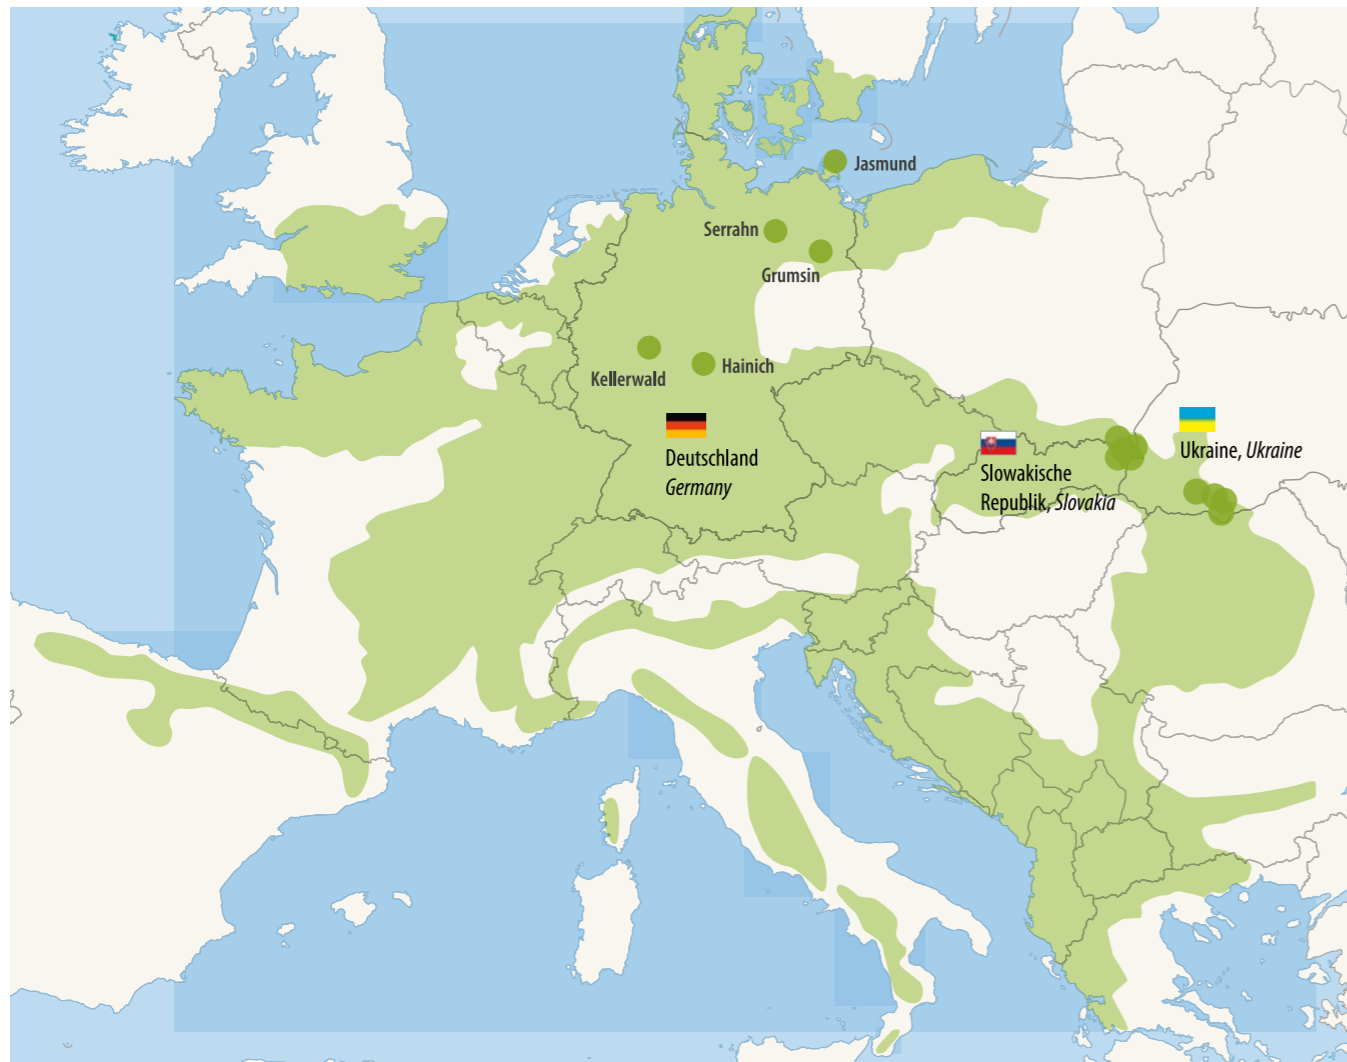 Jasmund
Serrahn
Grumsin
Kellerwald
Hainich
Deutschland
Germany
Slowakische
Republik, Slovakia
Ukraine, Ukraine